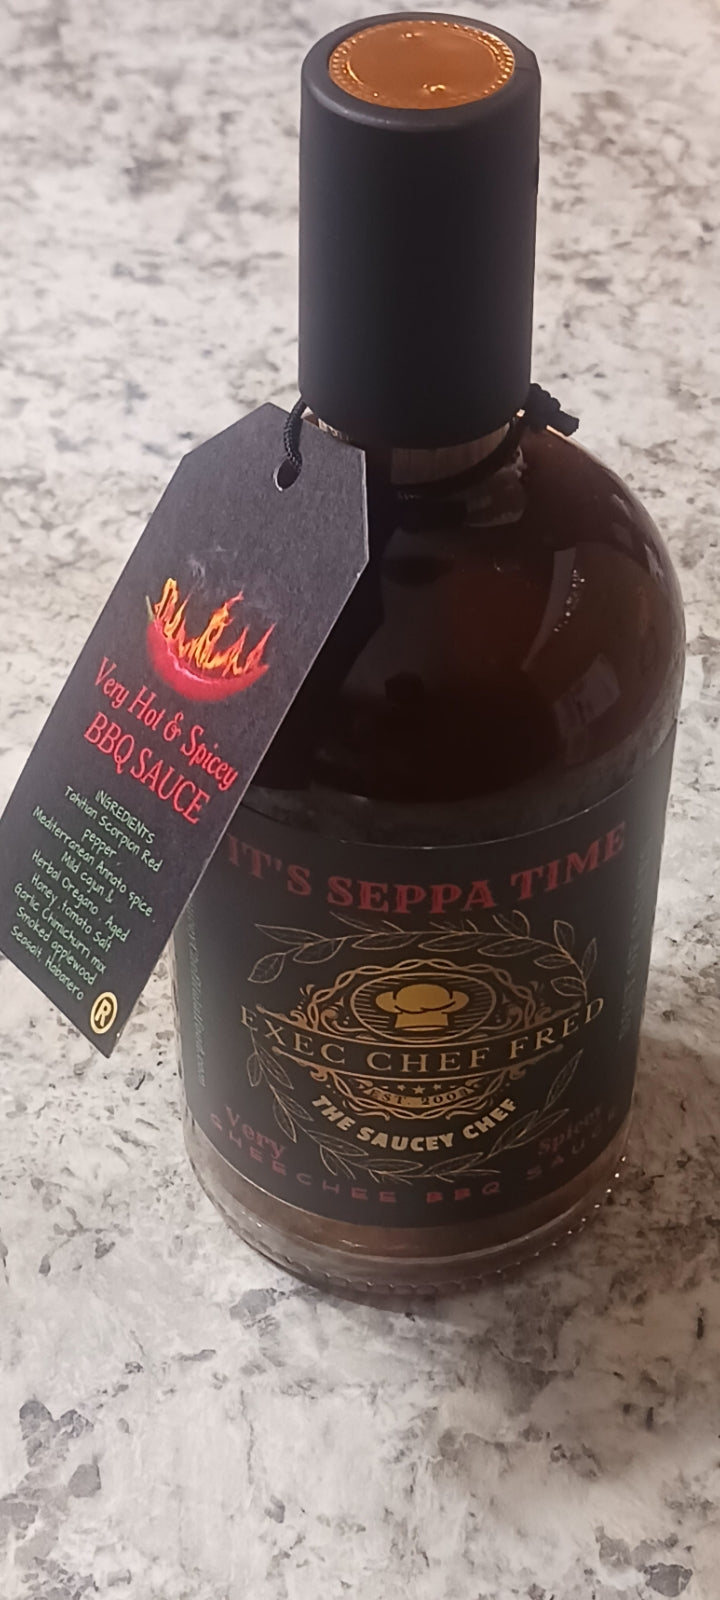 Very Hot & Spicey
BBQ SAUCE
INGREDIENTS
Tahitian Scorpion Red
pepper,
Mediterranean Annato spice,
Mild cajun &
Herbal Oregano, Aged
Honey, tomato, Salt
Garlic Chimichurri mix
Smoked applewood
Seasalt, Habanero
®
IT'S SEPPA TIME
EXEC CHEF FRED
EST. 2005
THE SAUCEY CHEF
Very
Spicey
GHEECHEE BBQ SAUCE